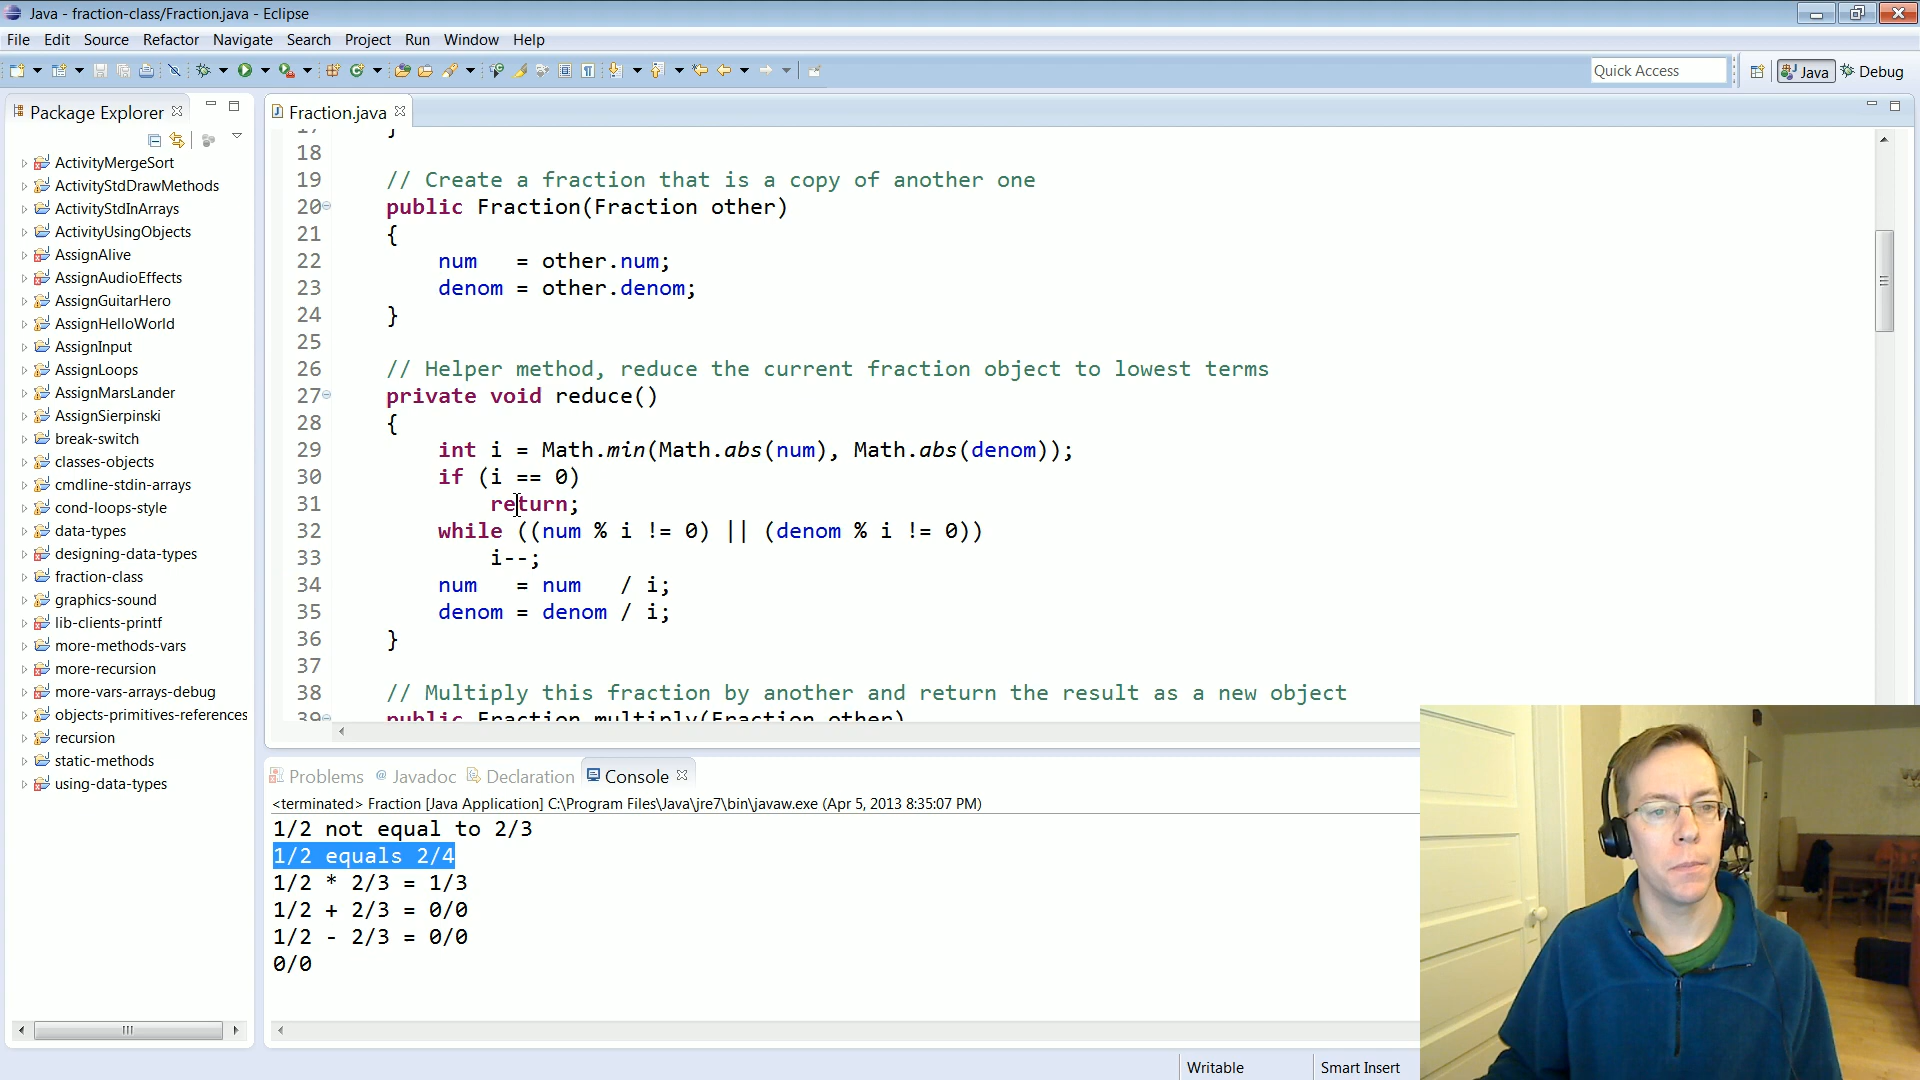 Java - fraction-class/Fraction.java - Eclipse
File Edit Source Refactor Navigate Search Project Run Window Help
Quick Access
Java
Debug
Package Explorer
ActivityMergeSort
ActivityStdDrawMethods
ActivityStdInArrays
ActivityUsingObjects
AssignAlive
AssignAudioEffects
AssignGuitarHero
AssignHelloWorld
AssignInput
AssignLoops
AssignMarsLander
AssignSierpinski
break-switch
classes-objects
cmdline-stdin-arrays
cond-loops-style
data-types
designing-data-types
fraction-class
graphics-sound
lib-clients-printf
more-methods-vars
more-recursion
more-vars-arrays-debug
objects-primitives-references
recursion
static-methods
using-data-types
Fraction.java
17 }
18
19 // Create a fraction that is a copy of another one
20 public Fraction(Fraction other)
21 {
22 num = other.num;
23 denom = other.denom;
24 }
25
26 // Helper method, reduce the current fraction object to lowest terms
27 private void reduce()
28 {
29 int i = Math.min(Math.abs(num), Math.abs(denom));
30 if (i == 0)
31 return;
32 while ((num % i != 0) || (denom % i != 0))
33 i--;
34 num = num / i;
35 denom = denom / i;
36 }
37
38 // Multiply this fraction by another and return the result as a new object
39 public Fraction multiply(Fraction other)
Problems @ Javadoc Declaration Console
<terminated> Fraction [Java Application] C:\Program Files\Java\jre7\bin\javaw.exe (Apr 5, 2013 8:35:07 PM)
1/2 not equal to 2/3
1/2 equals 2/4
1/2 * 2/3 = 1/3
1/2 + 2/3 = 0/0
1/2 - 2/3 = 0/0
0/0
Writable
Smart Insert